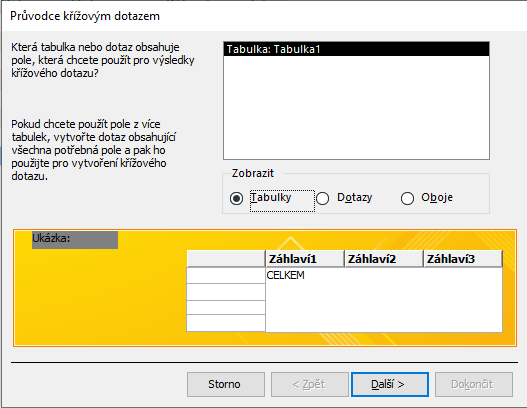 Průvodce křížovým dotazem
Která tabulka nebo dotaz obsahuje
pole, která chcete použít pro výsledky
křížového dotazu?
Pokud chcete použít pole z více
tabulek, vytvořte dotaz obsahující
všechna potřebná pole a pak ho
použijte pro vytvoření křížového
dotazu.
Tabulka: Tabulka1
Zobrazit
Tabulky Dotazy Oboje
Ukázka:
Záhlaví1 Záhlaví2 Záhlaví3
CELKEM
Storno < Zpět Další > Dokončit